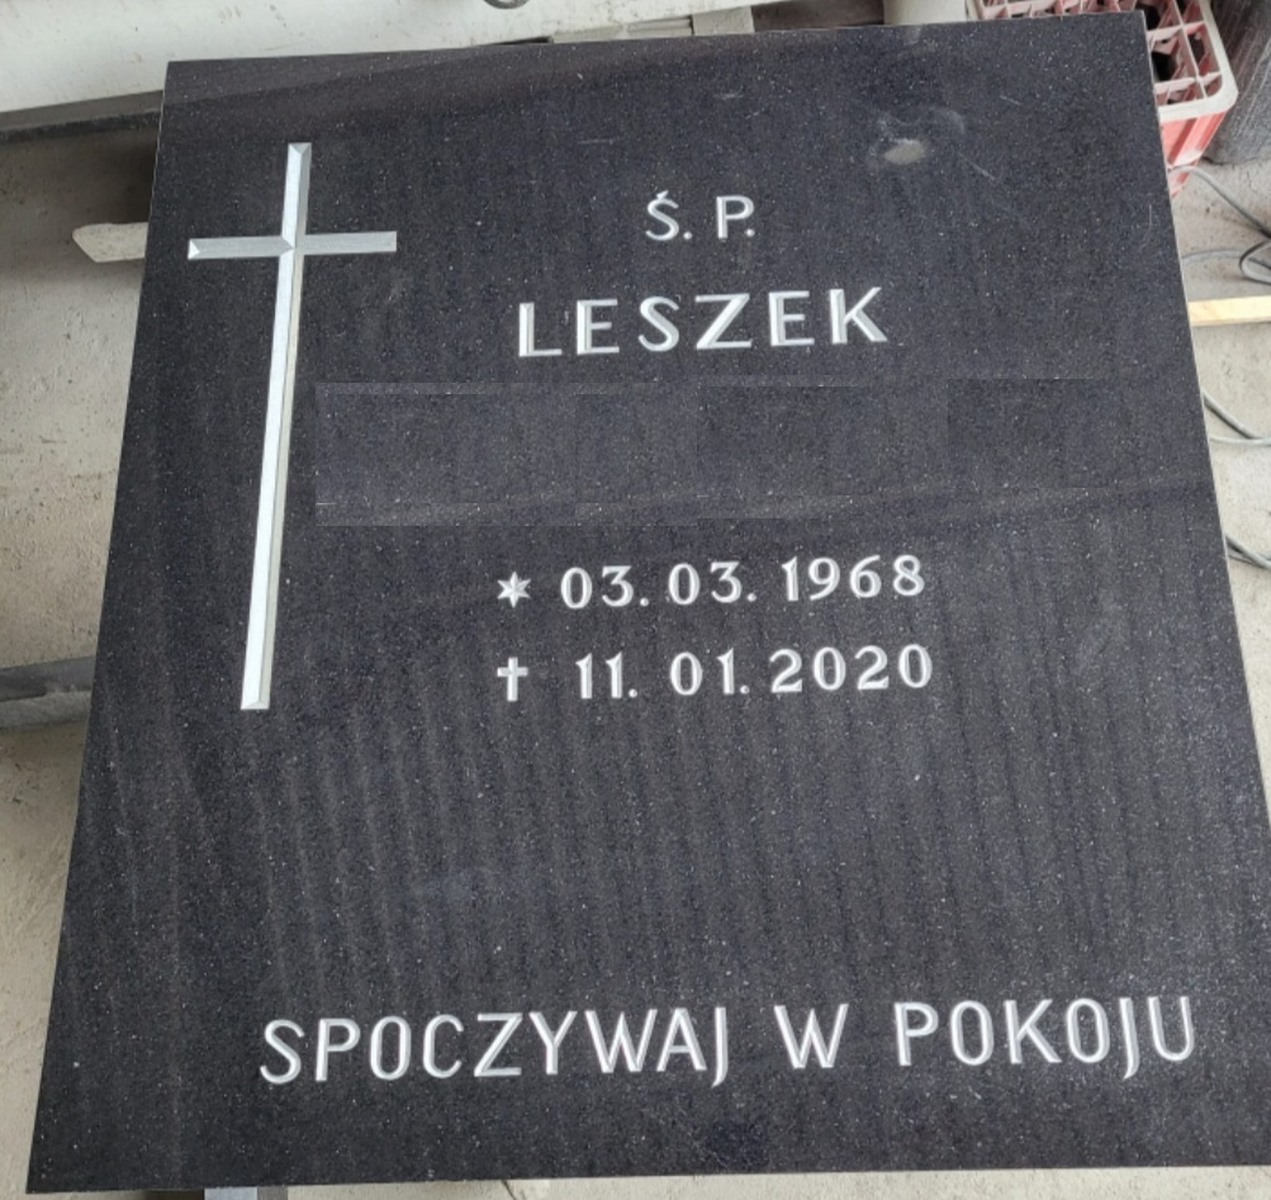 Ś. P.
LESZEK
* 03. 03. 1968
† 11. 01. 2020
SPOCZYWAJ W POKOJU